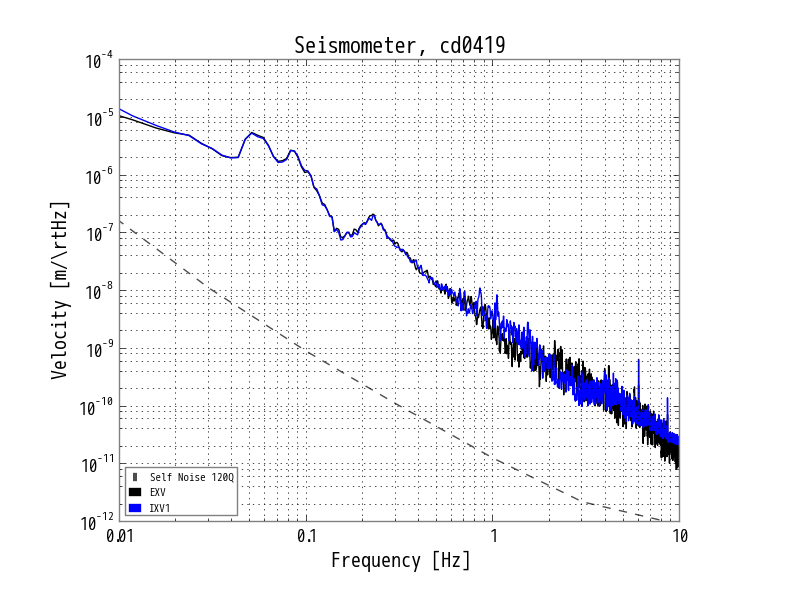 Seismometer, cd0419
10^-4
10^-5
10^-6
10^-7
10^-8
10^-9
10^-10
10^-11
10^-12
Velocity [m/\rtHz]
Self Noise 120Q
EXV
IXV1
0.01 0.1 1 10
Frequency [Hz]